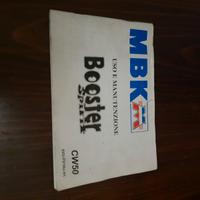 MBK
USO E MANUTENZIONE
Booster
Spirit
CW50